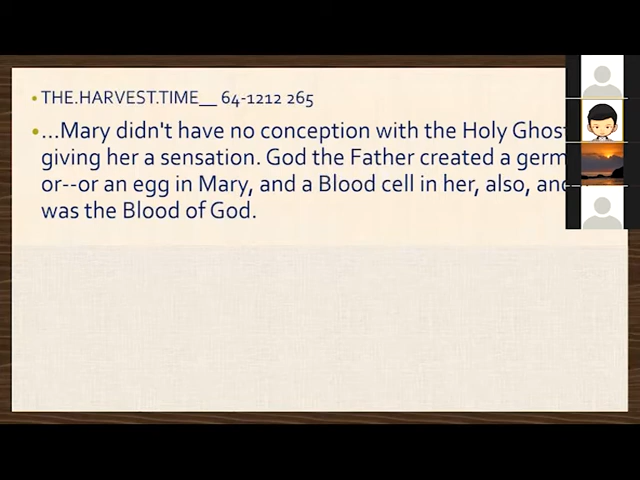 • THE.HARVEST.TIME__ 64-1212 265
• ...Mary didn't have no conception with the Holy Ghost
giving her a sensation. God the Father created a germ
or--or an egg in Mary, and a Blood cell in her, also, and
was the Blood of God.